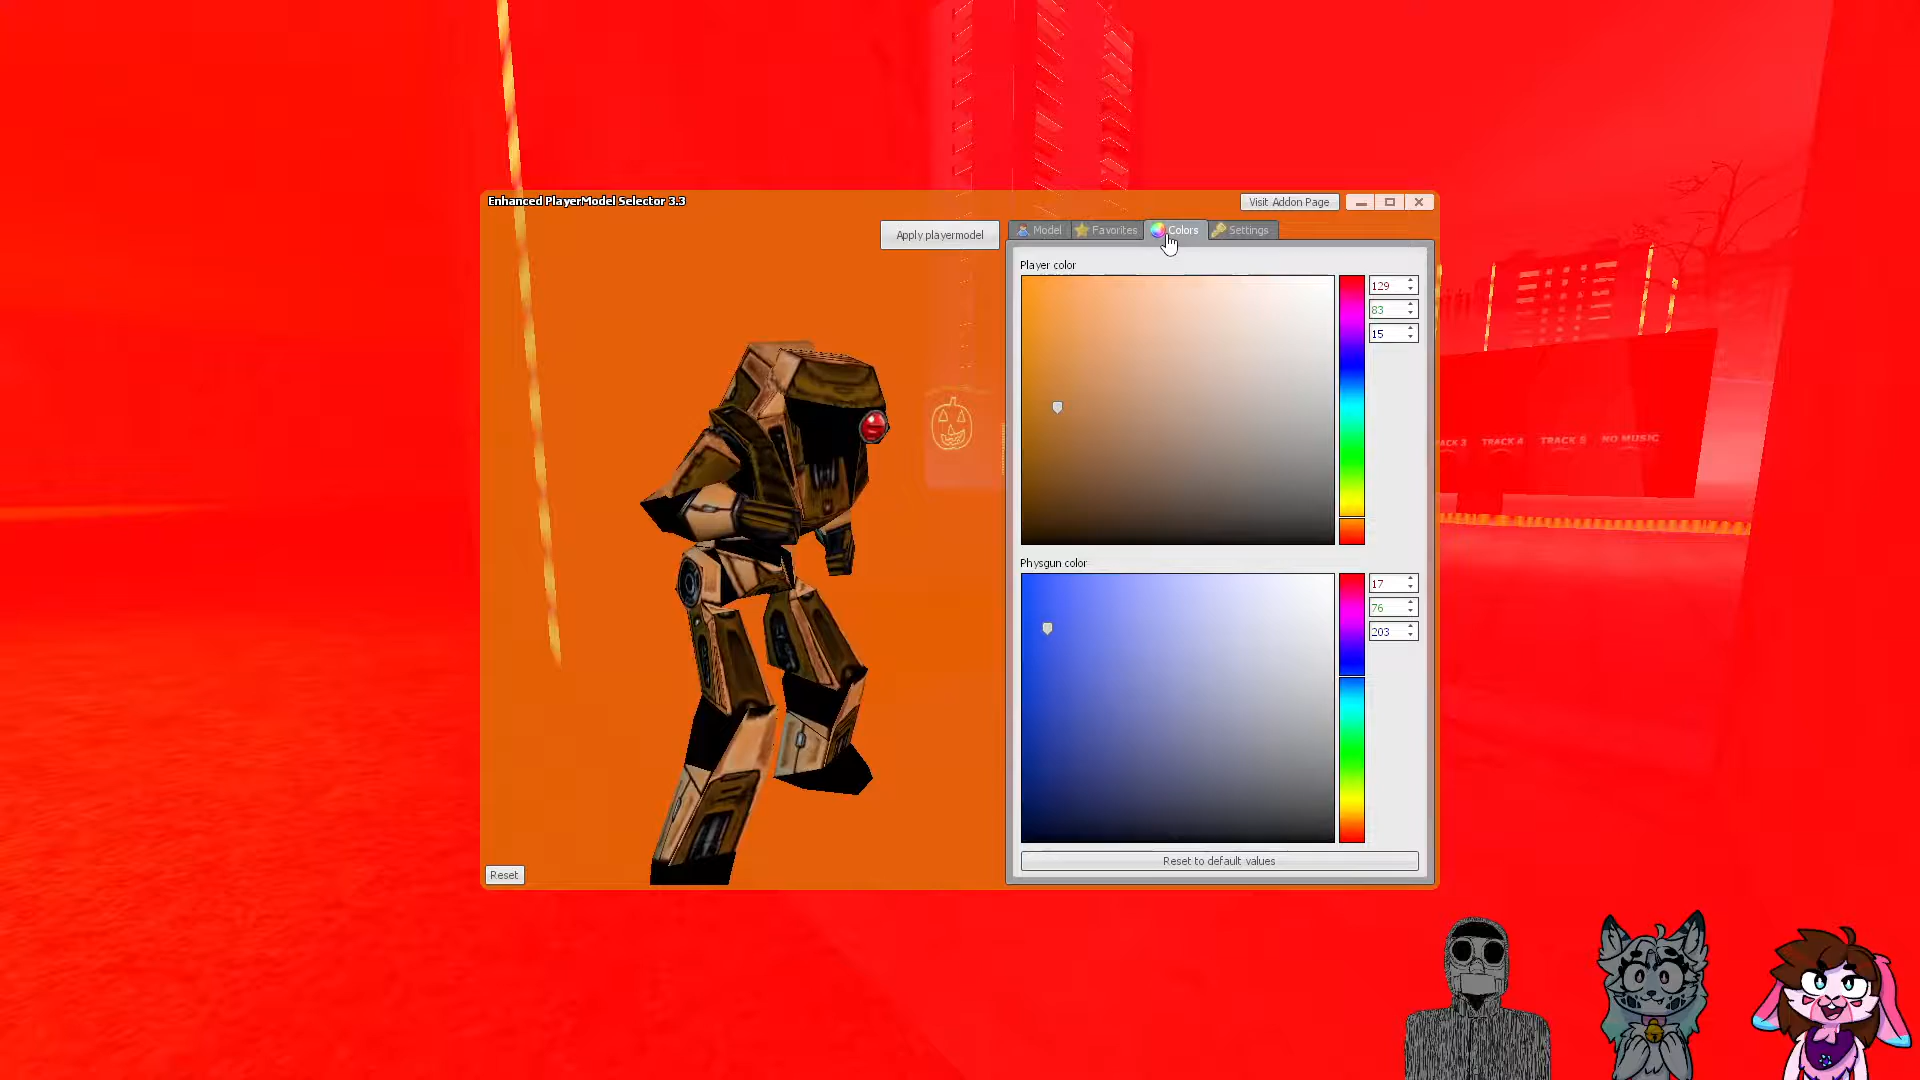 Enhanced PlayerModel Selector 3.3
Visit Addon Page
Apply playermodel
Model
Favorites
Colors
Settings
Player color
129
83
15
TRACK 4
TRACK 5
NO MUSIC
Physgun color
17
76
203
Reset to default values
Reset